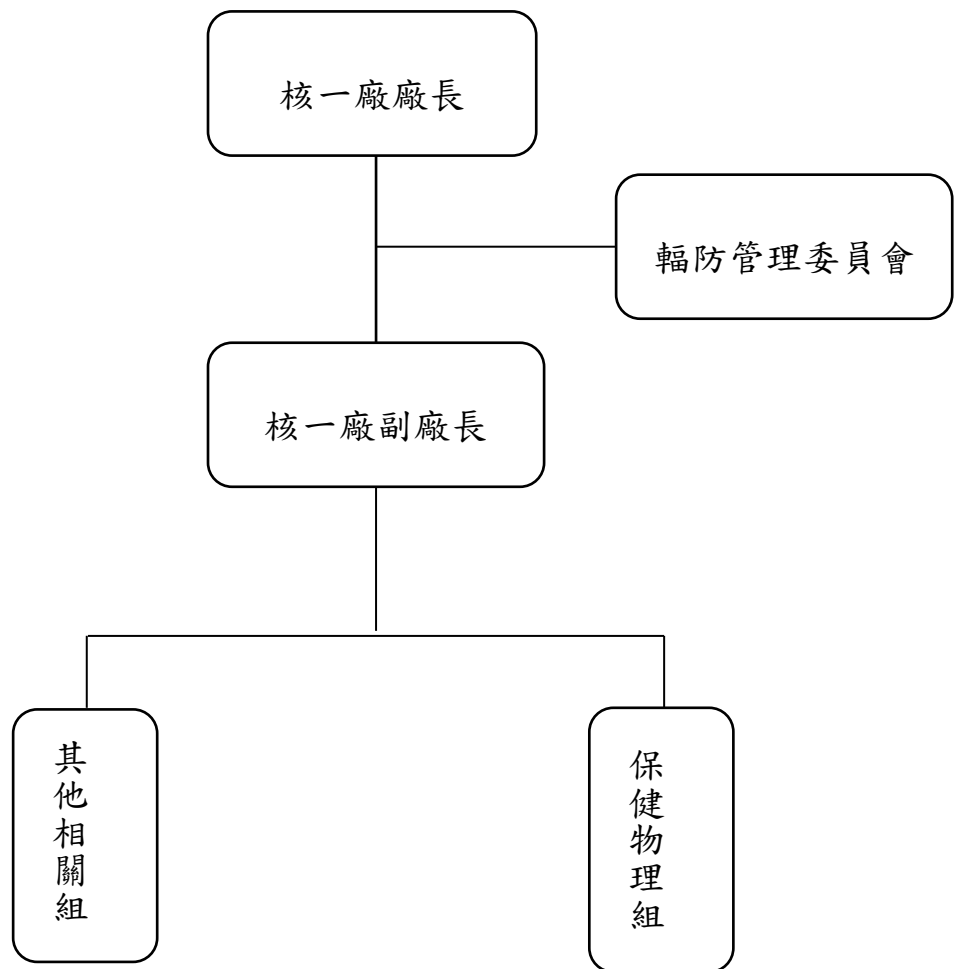 核一廠廠長
輻防管理委員會
核一廠副廠長
其他相關組
保健物理組